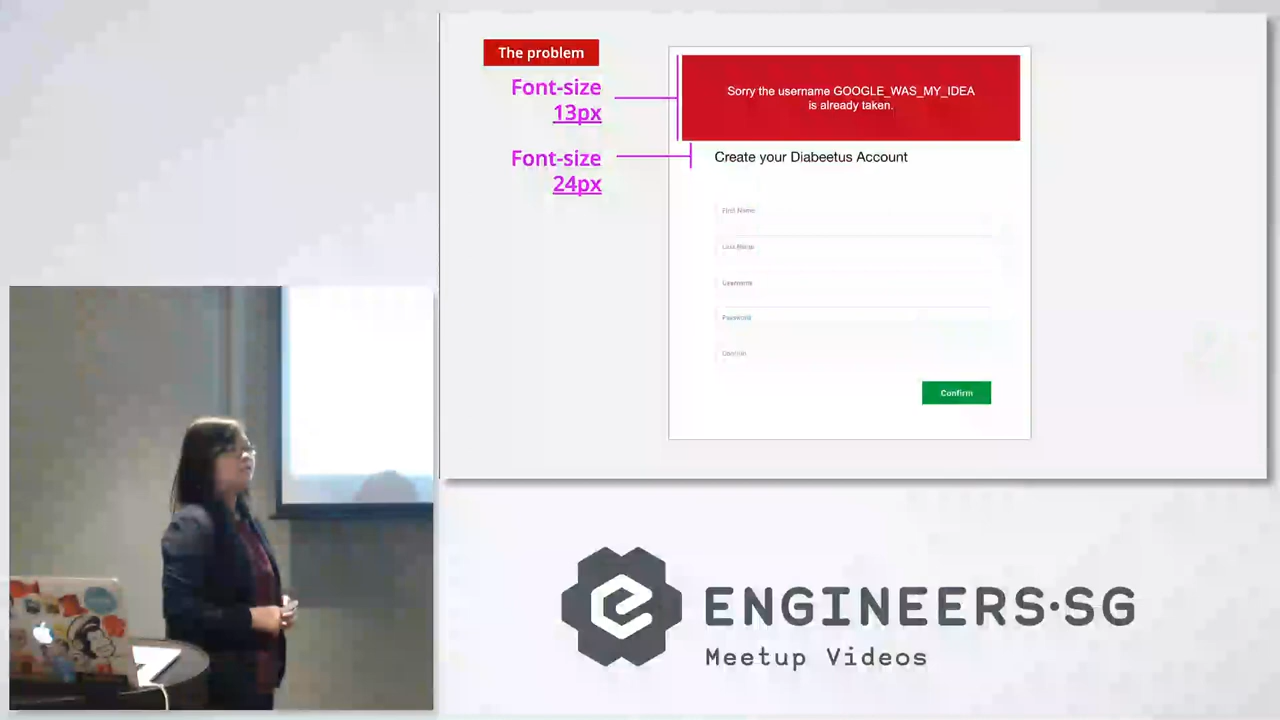 The problem
Font-size
13px
Font-size
24px
Sorry the username GOOGLE_WAS_MY_IDEA
is already taken.
Create your Diabeetus Account
First Name
Last Name
Username
Password
Confirm
ENGINEERS·SG
Meetup Videos